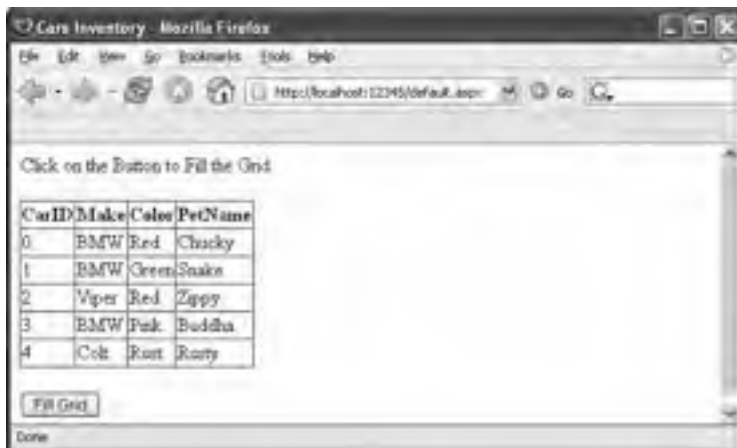 Cars Inventory - Mozilla Firefox
File Edit View Go Bookmarks Tools Help
http://localhost:12345/default.aspx Go
Click on the Button to Fill the Grid
CarID Make Color PetName
0 BMW Red Chucky
1 BMW Green Snake
2 Viper Red Zippy
3 BMW Pink Buddha
4 Colt Rust Rusty
Fill Grid
Done